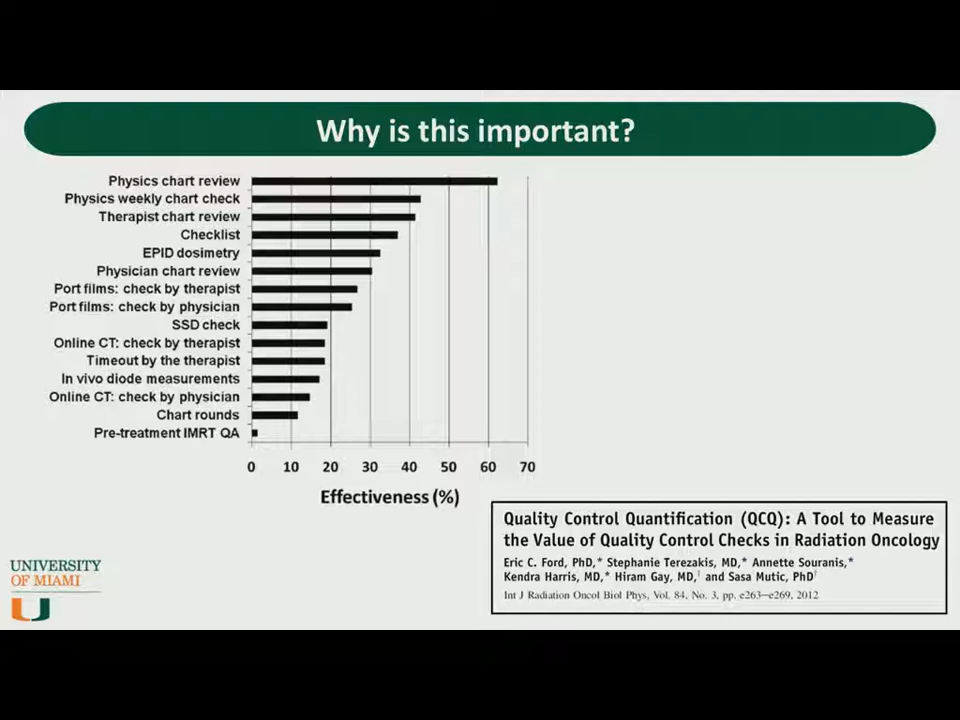 Why is this important?
Physics chart review
Physics weekly chart check
Therapist chart review
Checklist
EPID dosimetry
Physician chart review
Port films: check by therapist
Port films: check by physician
SSD check
Online CT: check by therapist
Timeout by the therapist
In vivo diode measurements
Online CT: check by physician
Chart rounds
Pre-treatment IMRT QA
0 10 20 30 40 50 60 70
Effectiveness (%)
Quality Control Quantification (QCQ): A Tool to Measure
the Value of Quality Control Checks in Radiation Oncology
Eric C. Ford, PhD,* Stephanie Terezakis, MD,* Annette Souranis,*
Kendra Harris, MD,* Hiram Gay, MD,† and Sasa Mutic, PhD†
Int J Radiation Oncol Biol Phys, Vol. 84, No. 3, pp. e263–e269, 2012
UNIVERSITY
OF MIAMI